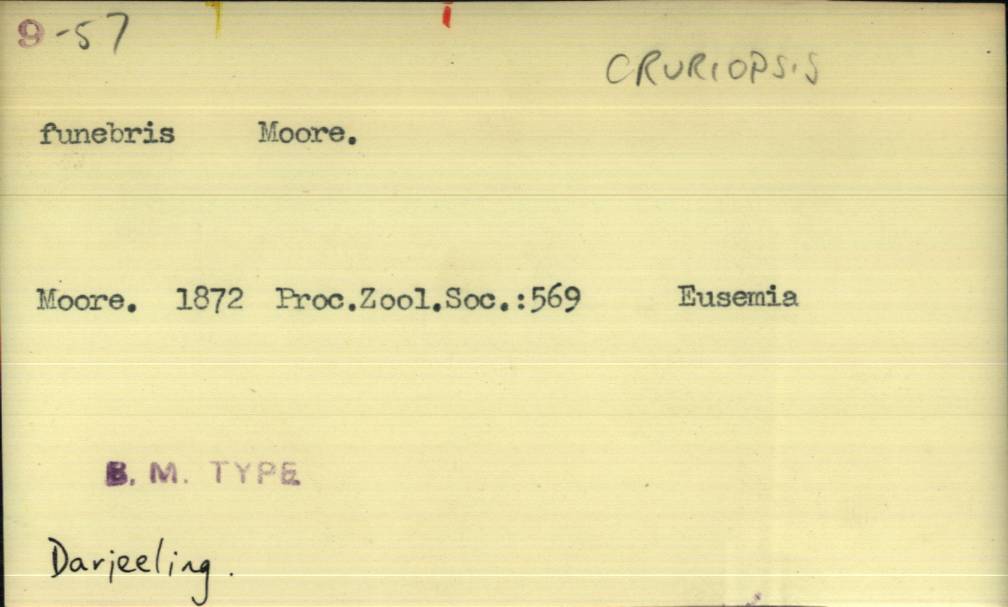 9-57
CRURIOPSIS
funebris Moore.
Moore. 1872 Proc.Zool.Soc.:569 Eusemia
B. M. TYPE
Darjeeling.